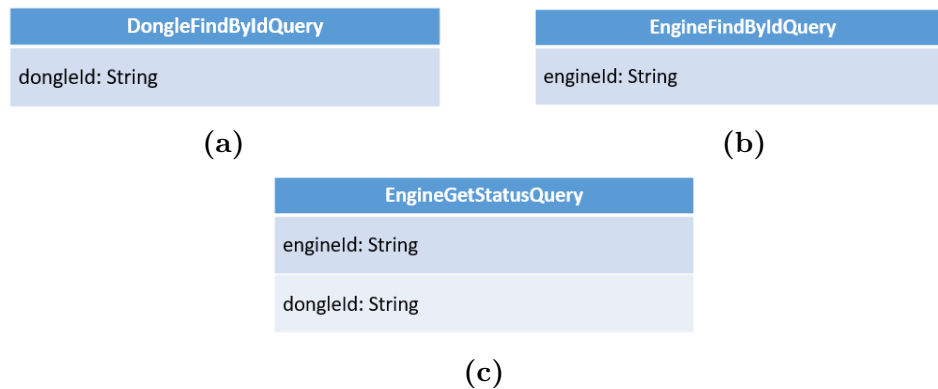 DongleFindByIdQuery
dongleId: String
(a)
EngineFindByIdQuery
engineId: String
(b)
EngineGetStatusQuery
engineId: String
dongleId: String
(c)